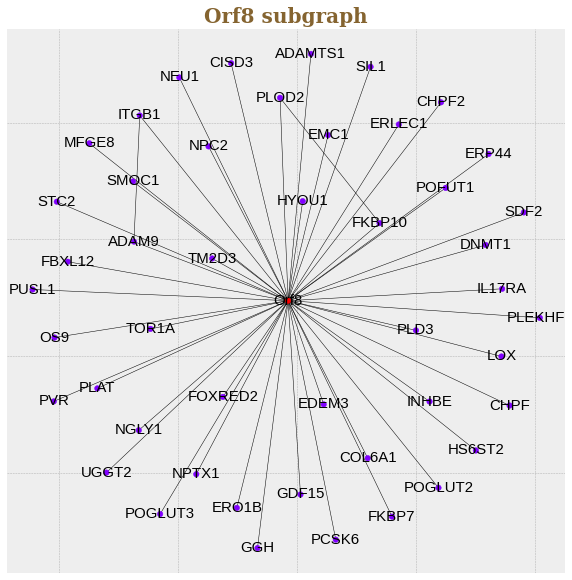 Orf8 subgraph
ADAMTS1
CISD3
SIL1
NEU1
PLOD2
CHPF2
ITGB1
ERLEC1
EMC1
MFGE8
NPC2
ERP44
SMOC1
POFUT1
STC2
HYOU1
SDF2
FKBP10
ADAM9
DNMT1
FBXL12
TM2D3
PUSL1
IL17RA
Orf8
PLEKHF
TOR1A
PLD3
OS9
LOX
PLAT
FOXRED2
PVR
EDEM3
INHBE
CHPF
NGLY1
HS6ST2
COL6A1
UGGT2
NPTX1
POGLUT2
GDF15
ERO1B
POGLUT3
FKBP7
PCSK6
GGH